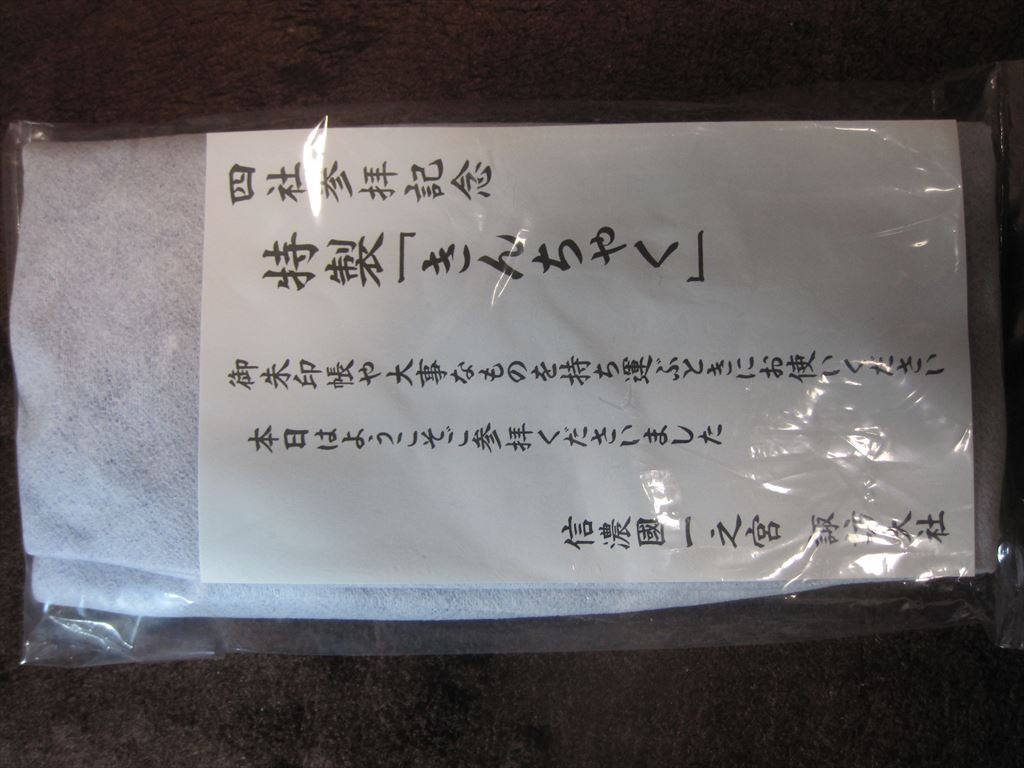 四社参拝記念
特製「きんちゃく」
御朱印帳や大事なものを持ち運ぶときにお使いください
本日はようこそご参拝くださいました
信濃國一之宮 諏訪大社